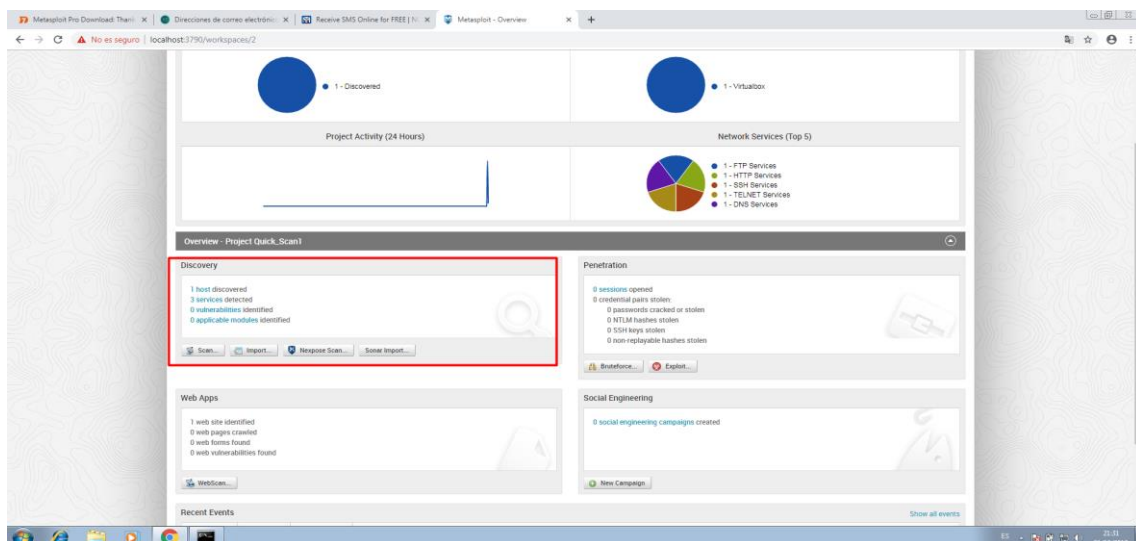 Metasploit Pro Download: Thank
Direcciones de correo electrónic
Receive SMS Online for FREE | N
Metasploit - Overview
No es seguro | localhost:3790/workspaces/2
1 - Discovered
1 - Virtualbox
Project Activity (24 Hours)
Network Services (Top 5)
1 - FTP Services
1 - HTTP Services
1 - SSH Services
1 - TELNET Services
1 - DNS Services
Overview - Project Quick_Scan1
Discovery
1 host discovered
3 services detected
0 vulnerabilities identified
0 applicable modules identified
Scan...
Import...
Nexpose Scan...
Sonar Import...
Penetration
0 sessions opened
0 credential pairs stolen
0 passwords cracked or stolen
0 NTLM hashes stolen
0 SSH keys stolen
0 non-replayable hashes stolen
Bruteforce...
Exploit...
Web Apps
1 web site identified
0 web pages crawled
0 web forms found
0 web vulnerabilities found
WebScan...
Social Engineering
0 social engineering campaigns created
New Campaign
Recent Events
Show all events
ES
21:31